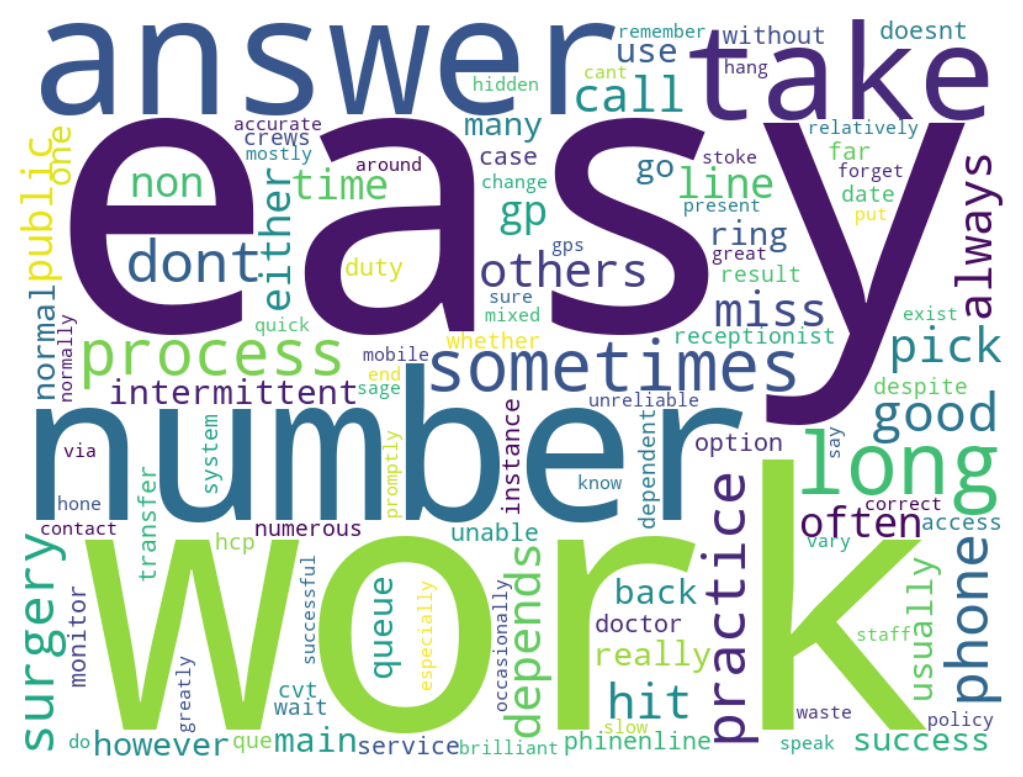 answer
take
easy
number
work
remember
use
without
doesnt
hidden
cant
hang
call
public
one
accurate
crews
mostly
many
around
case
go
stoke
relatively
far
forget
always
non
either
time
change
line
date
gp
present
put
dont
duty
others
gps
ring
great
result
sure
miss
mixed
normal
normally
quick
process
whether
receptionist
exist
pick
mobile
end
sometimes
intermittent
sage
unreliable
despite
good
via
system
promptly
instance
know
dependent
option
say
long
hone
transfer
correct
contact
numerous
unable
often
access
surgery
hcp
vary
monitor
successful
queue
especially
occasionally
depends
back
doctor
practice
really
staff
usually
phone
greatly
cvt
wait
hit
slow
waste
policy
do
however
que
main
service
brilliant
phinenline
speak
success